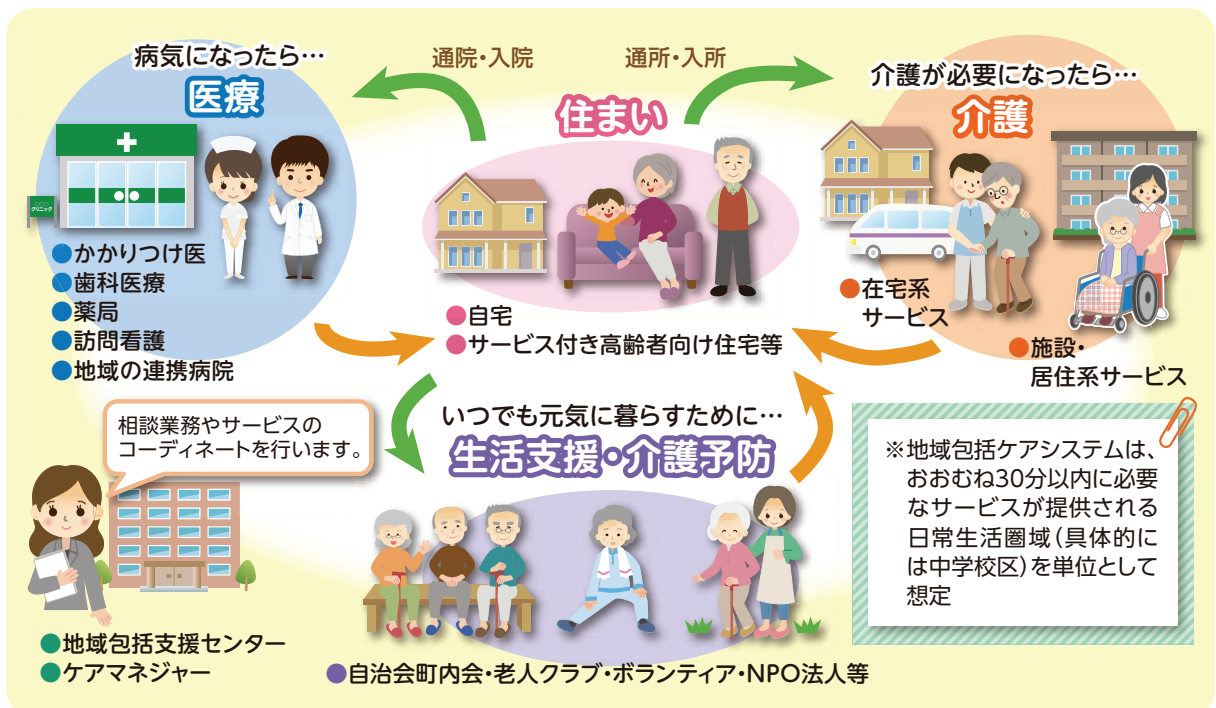 病気になったら…
医療
通院・入院
通所・入所
住まい
介護が必要になったら…
介護
クリニック
●かかりつけ医
●歯科医療
●薬局
●訪問看護
●地域の連携病院
●自宅
●サービス付き高齢者向け住宅等
●在宅系
サービス
●施設・
居住系サービス
いつでも元気に暮らすために…
生活支援・介護予防
相談業務やサービスの
コーディネートを行います。
●地域包括支援センター
●ケアマネジャー
●自治会町内会・老人クラブ・ボランティア・NPO法人等
※地域包括ケアシステムは、
おおむね30分以内に必要
なサービスが提供される
日常生活圏域(具体的に
は中学校区)を単位として
想定